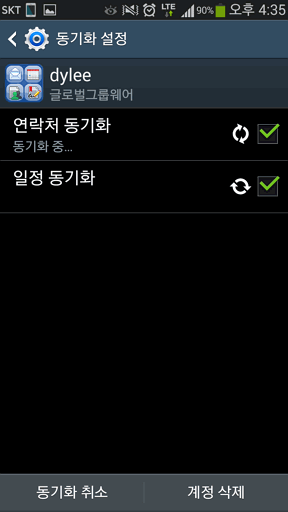 SKT LTE 90% 오후 4:35
동기화 설정
dylee
글로벌그룹웨어
연락처 동기화
동기화 중...
일정 동기화
동기화 취소 계정 삭제